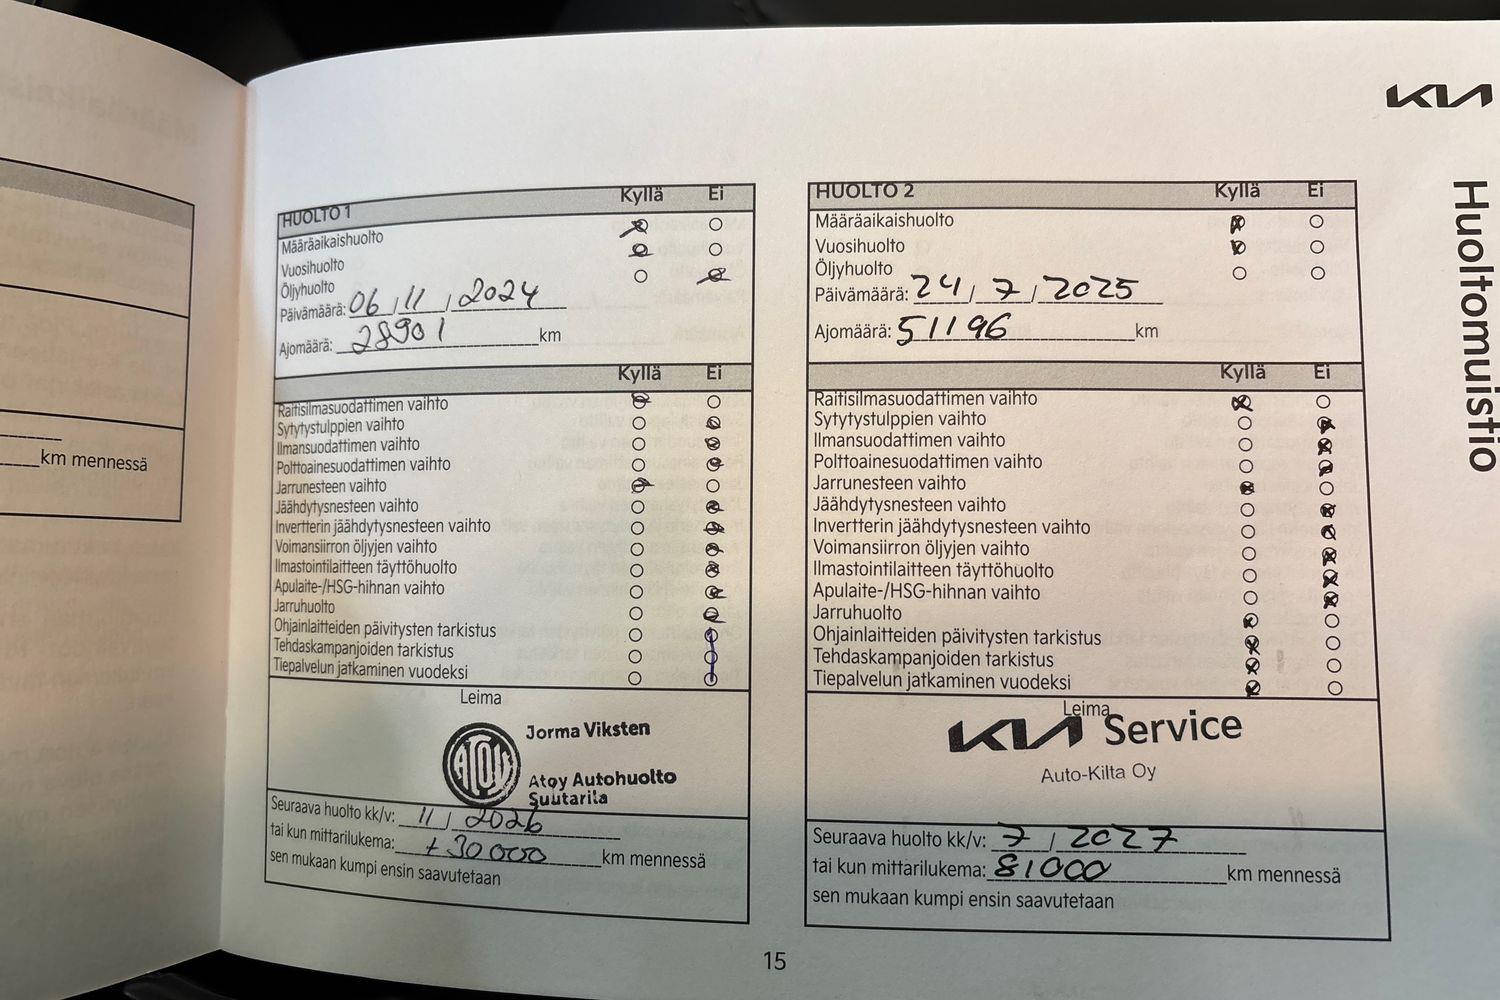 km mennessä
KIA
Huoltomuistio
HUOLTO 1 Kyllä Ei
Määräaikaishuolto
Vuosihuolto
Öljyhuolto
Päivämäärä: 06 / 11 / 2024
Ajomäärä: 28901 km
Kyllä Ei
Raitisilmasuodattimen vaihto
Sytytystulppien vaihto
Ilmansuodattimen vaihto
Polttoainesuodattimen vaihto
Jarrunesteen vaihto
Jäähdytysnesteen vaihto
Invertterin jäähdytysnesteen vaihto
Voimansiirron öljyjen vaihto
Ilmastointilaitteen täyttöhuolto
Apulaite-/HSG-hihnan vaihto
Jarruhuolto
Ohjainlaitteiden päivitysten tarkistus
Tehdaskampanjoiden tarkistus
Tiepalvelun jatkaminen vuodeksi
Leima
ATOY
Jorma Viksten
Atoy Autohuolto
Suutarila
Seuraava huolto kk/v: 11 / 2026
tai kun mittarilukema: +30000 km mennessä
sen mukaan kumpi ensin saavutetaan
HUOLTO 2 Kyllä Ei
Määräaikaishuolto
Vuosihuolto
Öljyhuolto
Päivämäärä: 24 / 7 / 2025
Ajomäärä: 51196 km
Kyllä Ei
Raitisilmasuodattimen vaihto
Sytytystulppien vaihto
Ilmansuodattimen vaihto
Polttoainesuodattimen vaihto
Jarrunesteen vaihto
Jäähdytysnesteen vaihto
Invertterin jäähdytysnesteen vaihto
Voimansiirron öljyjen vaihto
Ilmastointilaitteen täyttöhuolto
Apulaite-/HSG-hihnan vaihto
Jarruhuolto
Ohjainlaitteiden päivitysten tarkistus
Tehdaskampanjoiden tarkistus
Tiepalvelun jatkaminen vuodeksi
Leima
KIA Service
Auto-Kilta Oy
Seuraava huolto kk/v: 7 / 2027
tai kun mittarilukema: 81000 km mennessä
sen mukaan kumpi ensin saavutetaan
15